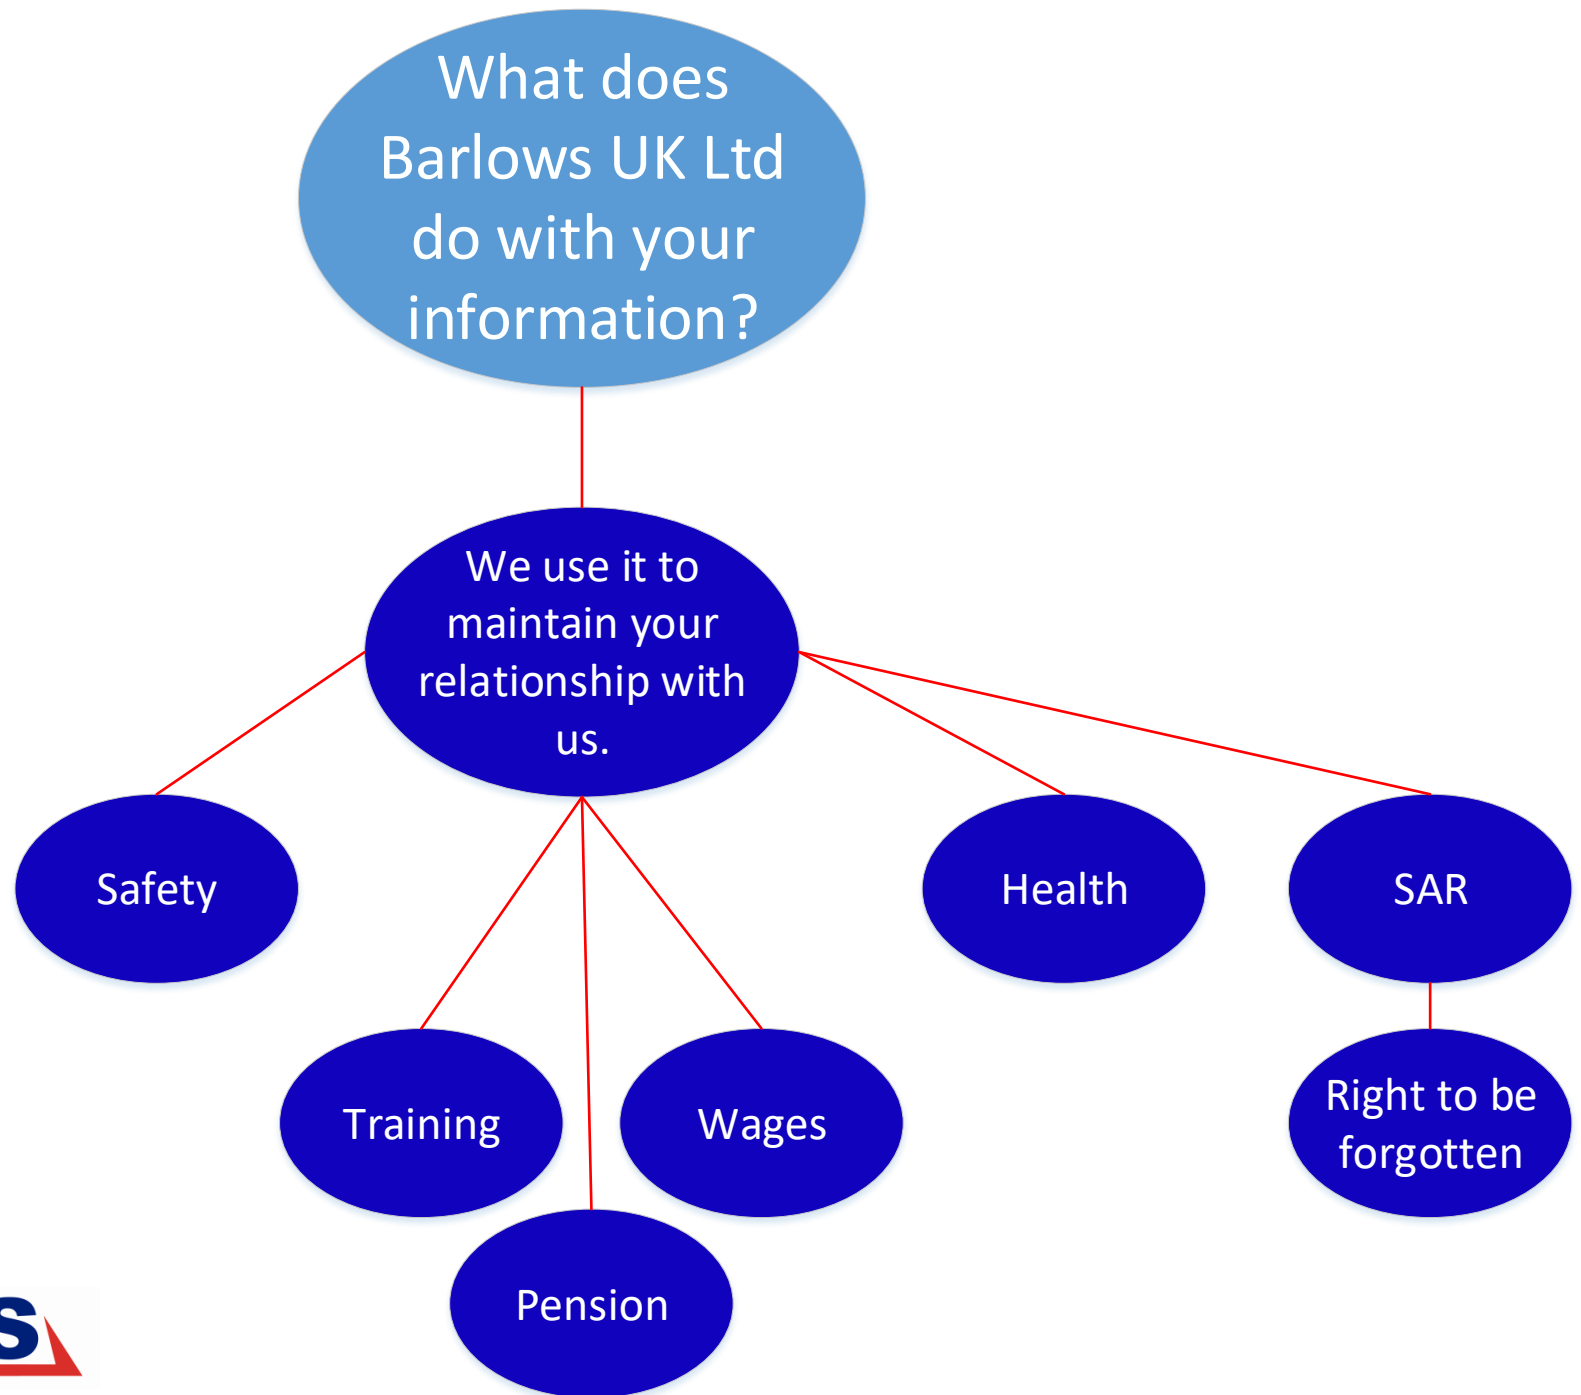 What does
Barlows UK Ltd
do with your
information?
We use it to
maintain your
relationship with
us.
Safety
Health
SAR
Training
Wages
Right to be
forgotten
Pension
S